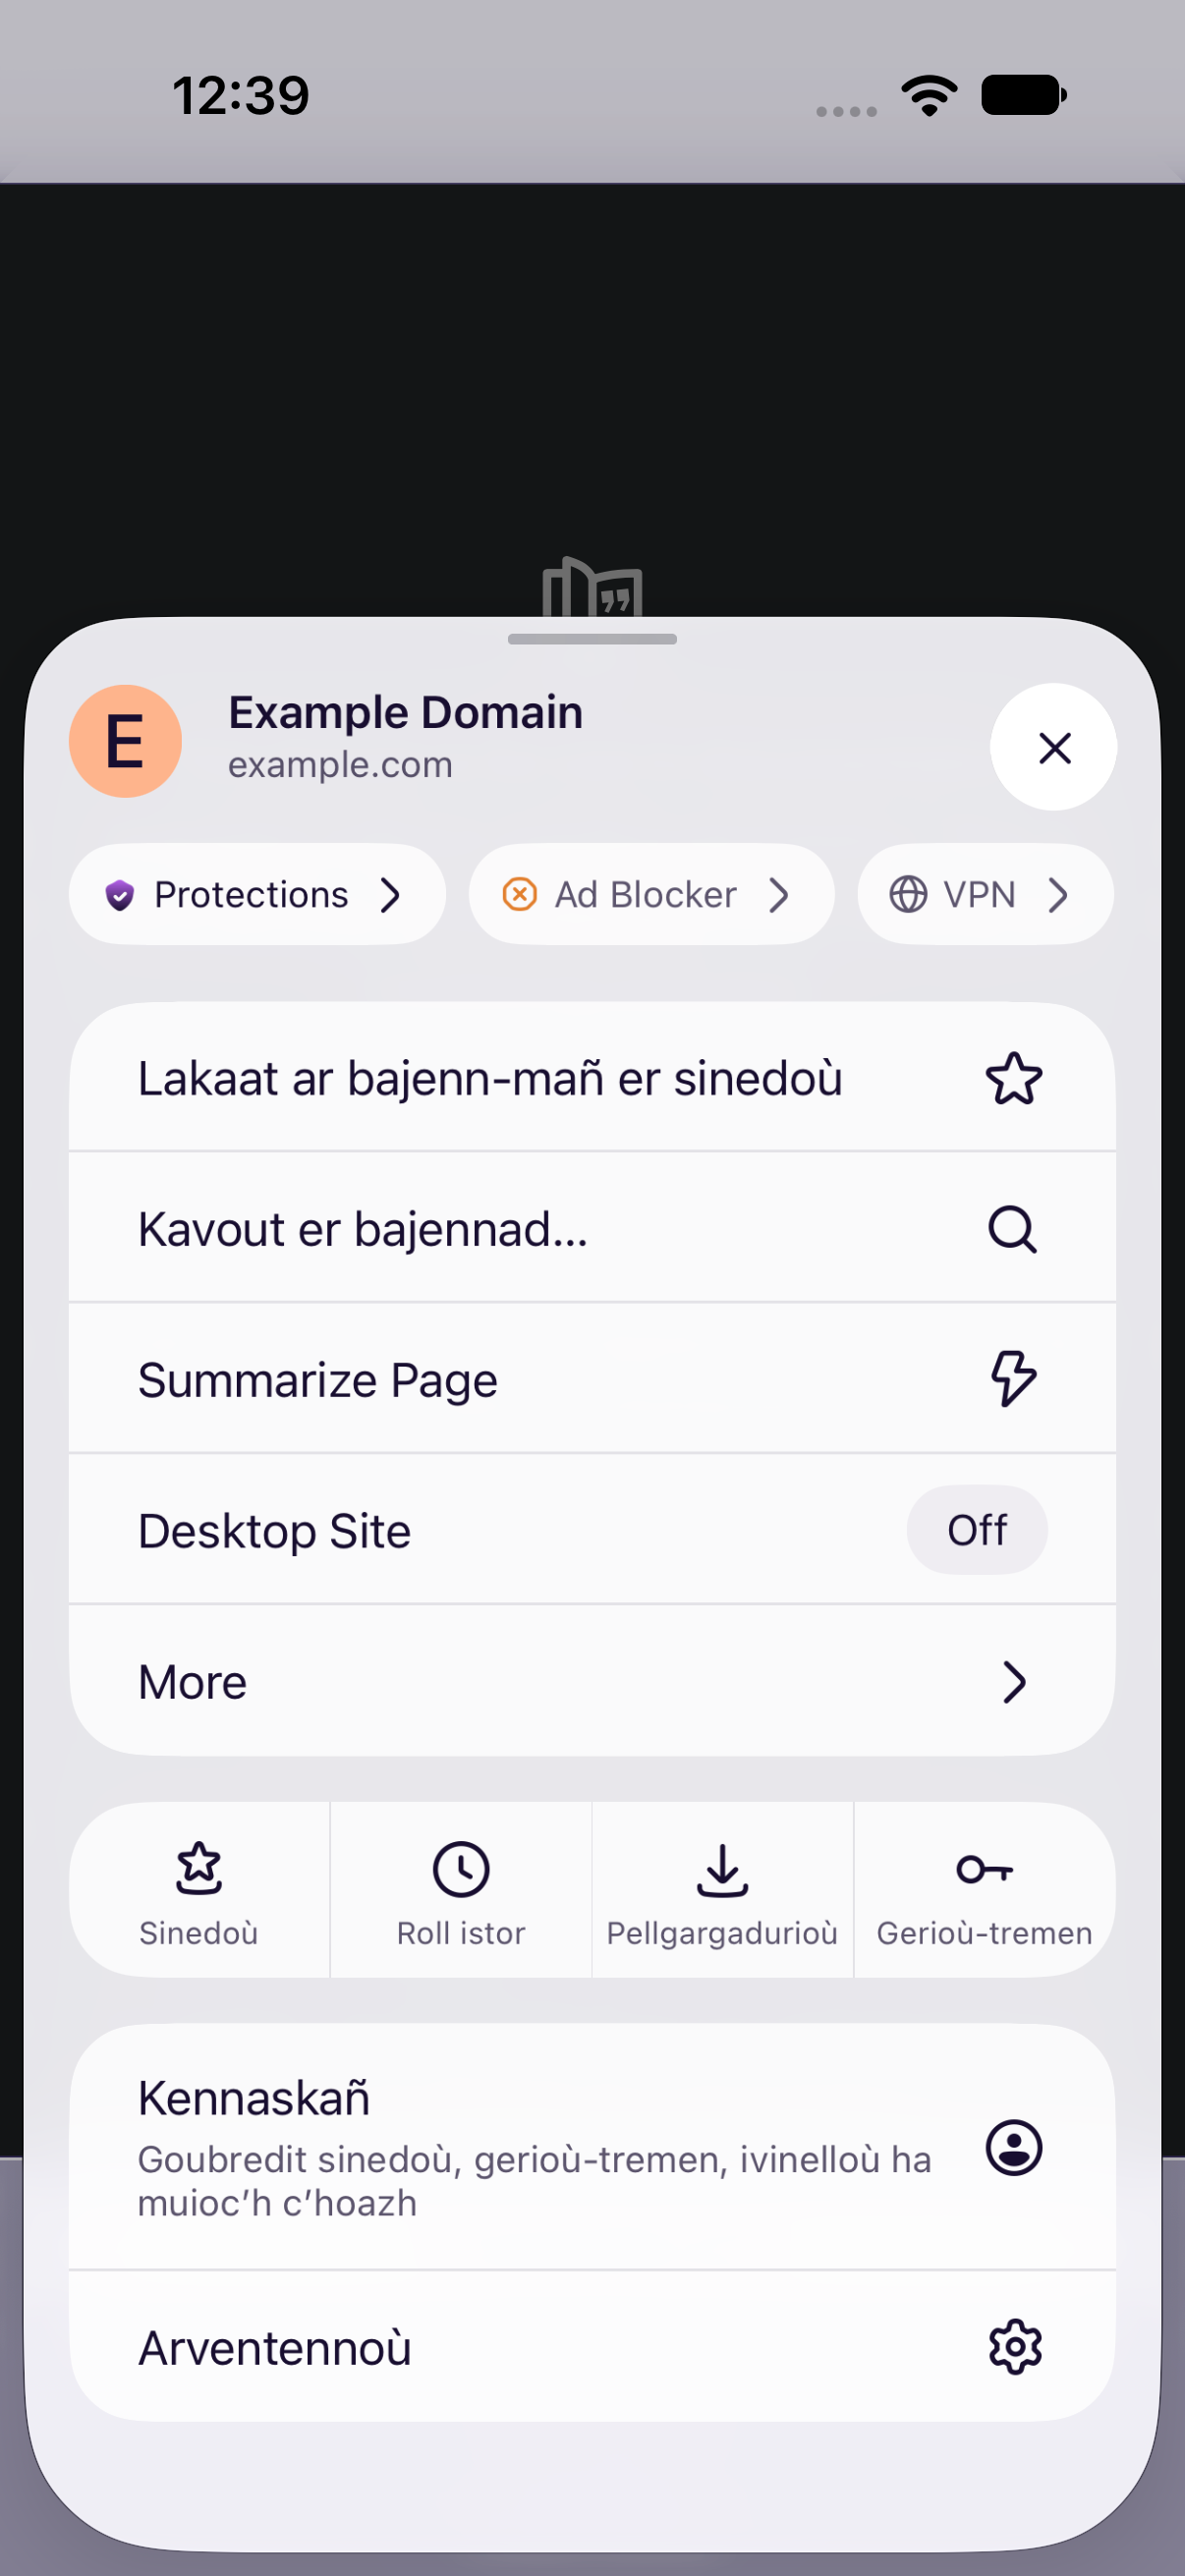 12:39
E
Example Domain
example.com
Protections
Ad Blocker
VPN
Lakaat ar bajenn-mañ er sinedoù
Kavout er bajennad…
Summarize Page
Desktop Site
Off
More
Sinedoù
Roll istor
Pellgargadurioù
Gerioù-tremen
Kennaskañ
Goubredit sinedoù, gerioù-tremen, ivinelloù ha
muioc’h c’hoazh
Arventennoù